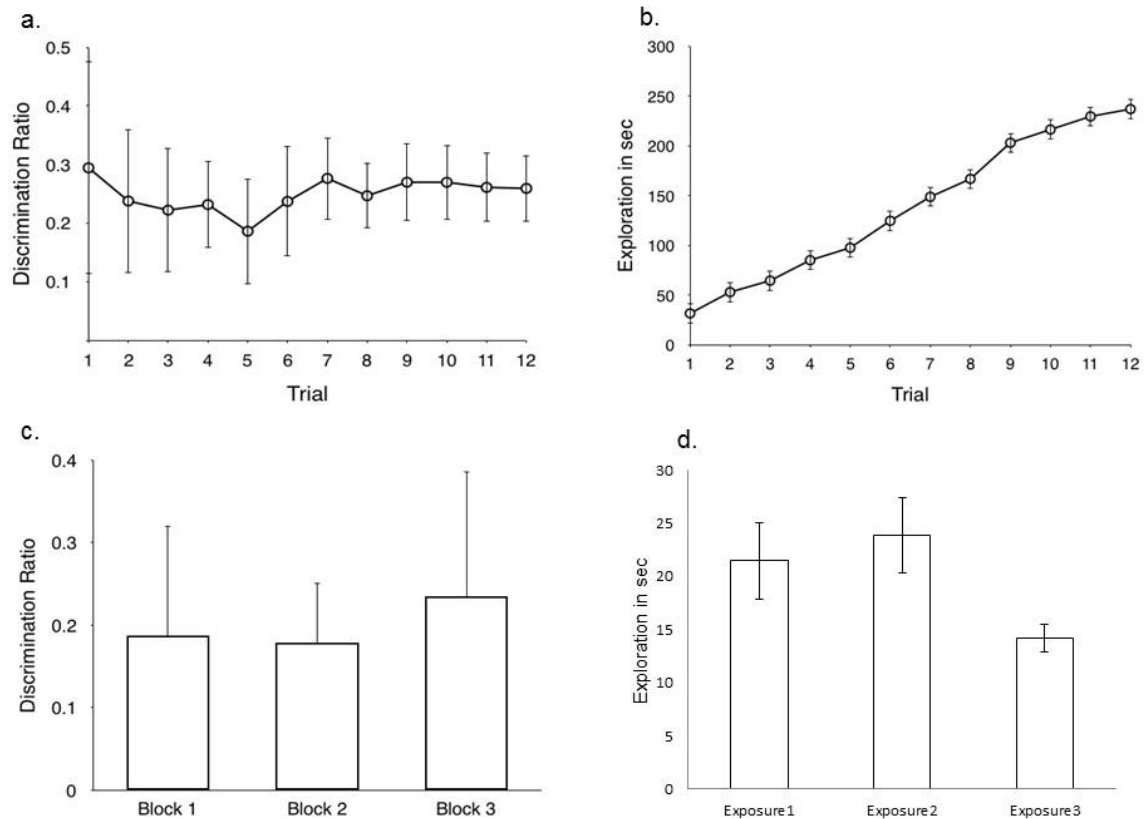 a.
0.5
0.4
0.3
0.2
0.1
Discrimination Ratio
1 2 3 4 5 6 7 8 9 10 11 12
Trial
b.
300
250
200
150
100
50
0
Exploration in sec
1 2 3 4 5 6 7 8 9 10 11 12
Trial
c.
0.4
0.3
0.2
0.1
0
Discrimination Ratio
Block 1 Block 2 Block 3
d.
30
25
20
15
10
5
0
Exploration in sec
Exposure1 Exposure2 Exposure3